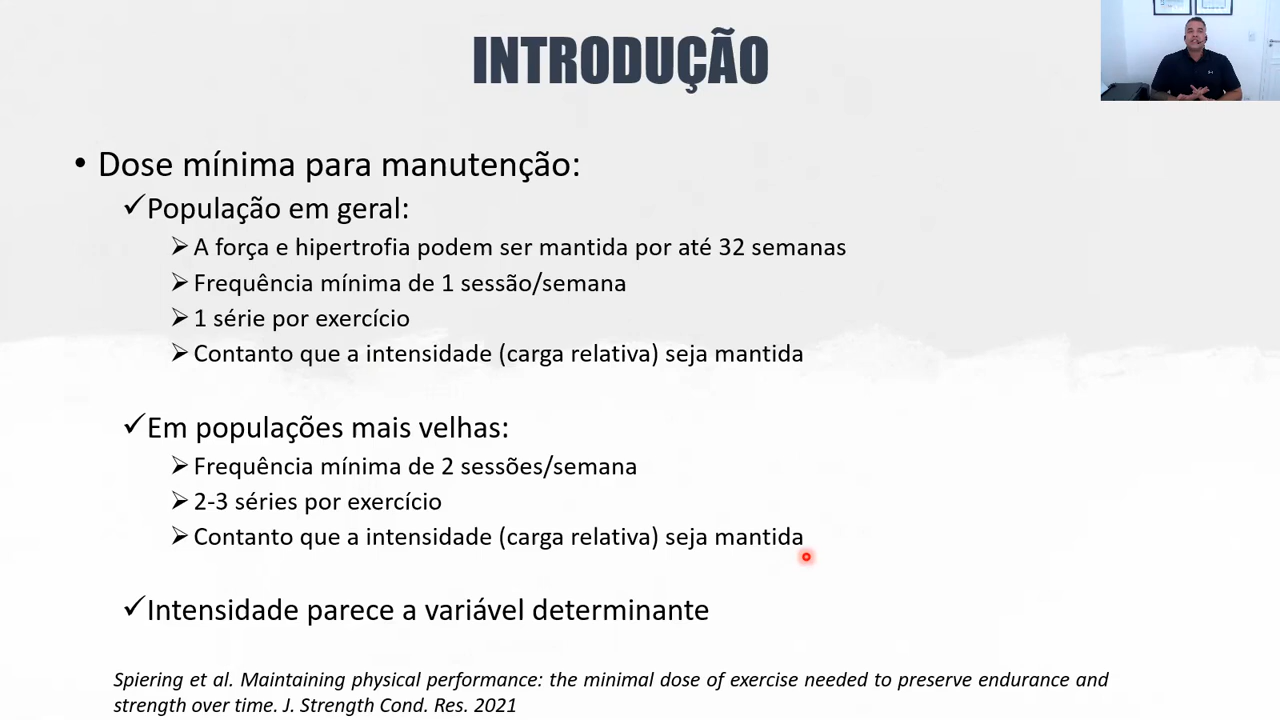 INTRODUÇÃO
• Dose mínima para manutenção:
✓População em geral:
➢A força e hipertrofia podem ser mantida por até 32 semanas
➢Frequência mínima de 1 sessão/semana
➢1 série por exercício
➢Contanto que a intensidade (carga relativa) seja mantida
✓Em populações mais velhas:
➢Frequência mínima de 2 sessões/semana
➢2-3 séries por exercício
➢Contanto que a intensidade (carga relativa) seja mantida
✓Intensidade parece a variável determinante
Spiering et al. Maintaining physical performance: the minimal dose of exercise needed to preserve endurance and
strength over time. J. Strength Cond. Res. 2021